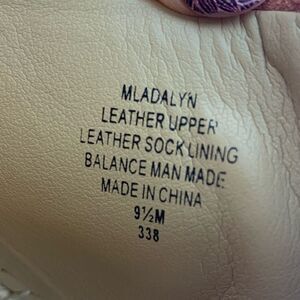 MLADALYN
LEATHER UPPER
LEATHER SOCK LINING
BALANCE MAN MADE
MADE IN CHINA
9½M
338